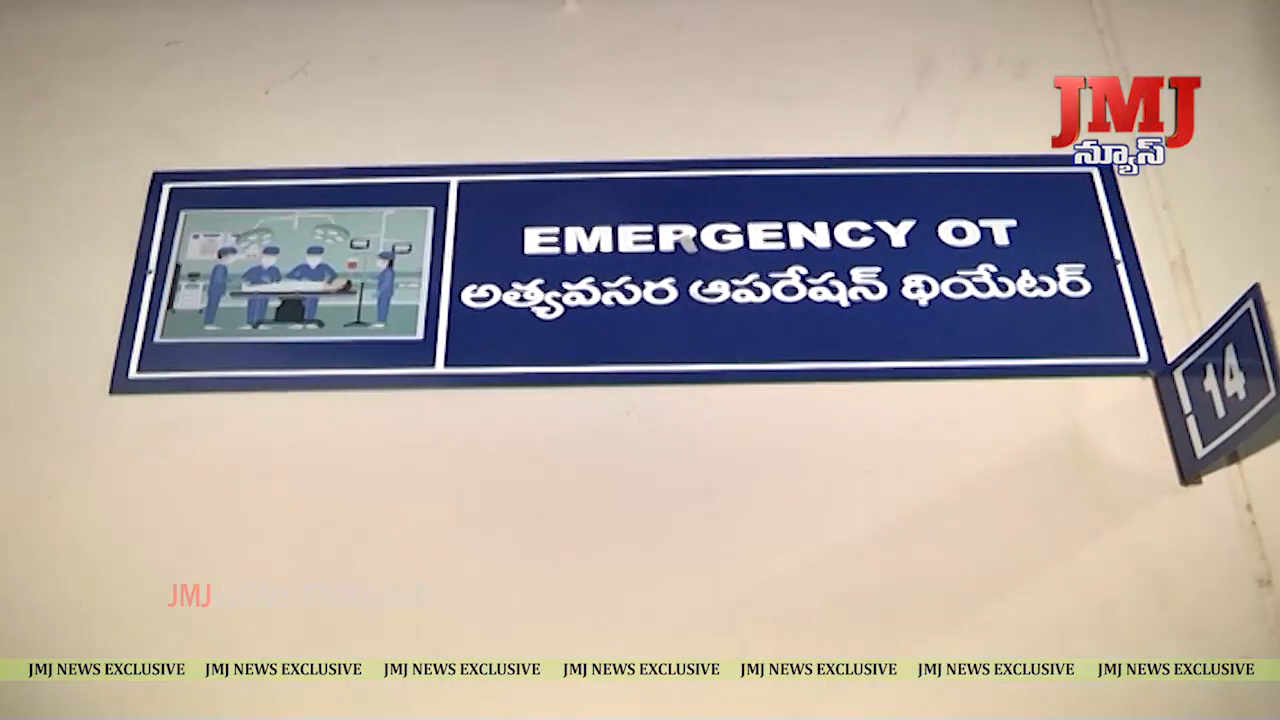 JMJ
న్యూస్
EMERGENCY OT
అత్యవసర ఆపరేషన్ థియేటర్
14
JMJ
JMJ NEWS EXCLUSIVE JMJ NEWS EXCLUSIVE JMJ NEWS EXCLUSIVE JMJ NEWS EXCLUSIVE JMJ NEWS EXCLUSIVE JMJ NEWS EXCLUSIVE JMJ NEWS EXCLUSIVE